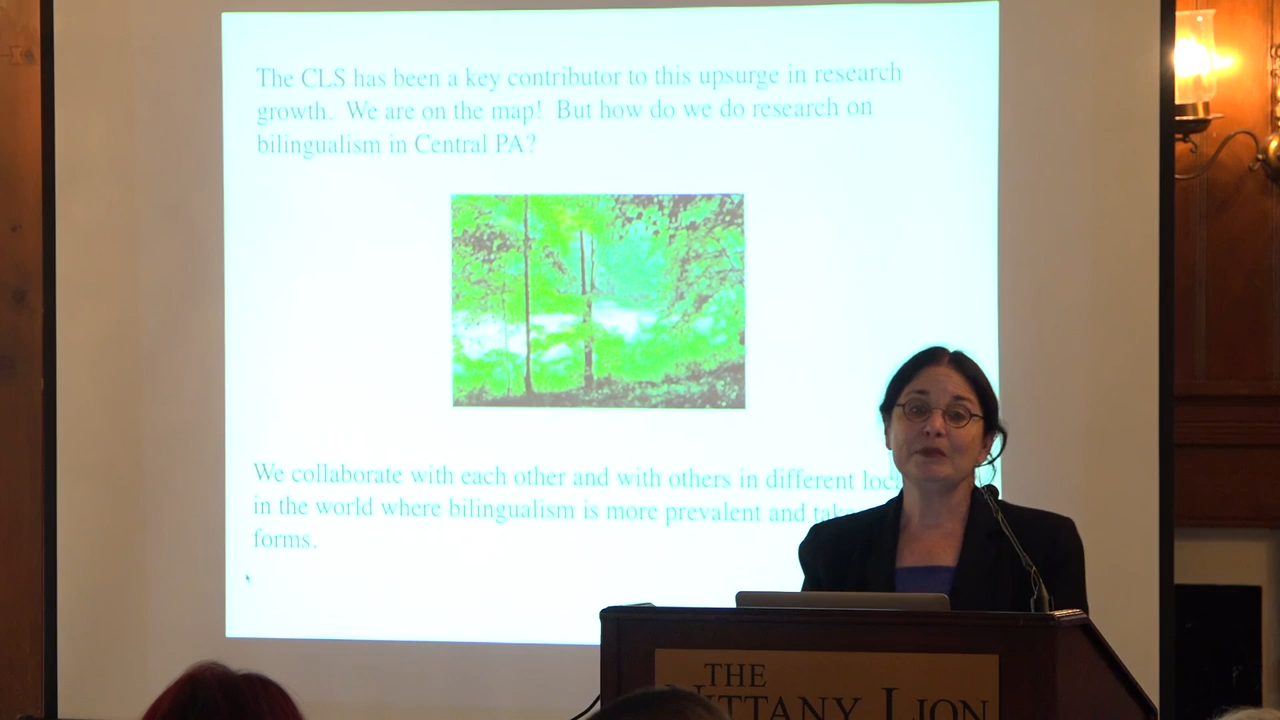 The CLS has been a key contributor to this upsurge in research
growth. We are on the map! But how do we do research on
bilingualism in Central PA?
We collaborate with each other and with others in different
in the world where bilingualism is more prevalent and
forms.
THE
NITTANY LION